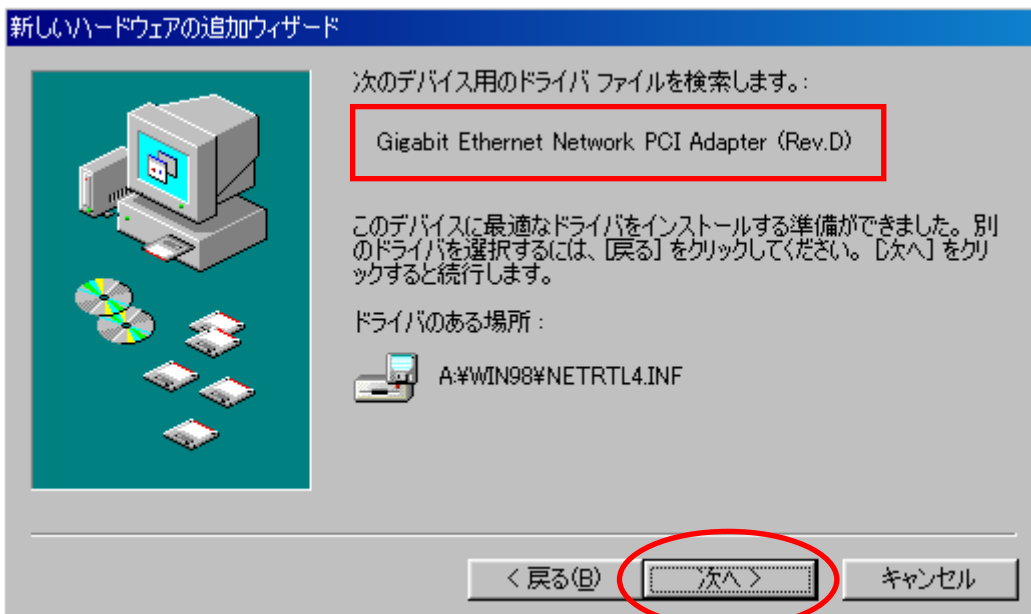 新しいハードウェアの追加ウィザード
次のデバイス用のドライバ ファイルを検索します。:
Gigabit Ethernet Network PCI Adapter (Rev.D)
このデバイスに最適なドライバをインストールする準備ができました。別
のドライバを選択するには、[戻る] をクリックしてください。[次へ] をクリ
ックすると続行します。
ドライバのある場所 :
A:¥WIN98¥NETRTL4.INF
< 戻る(B)
次へ >
キャンセル